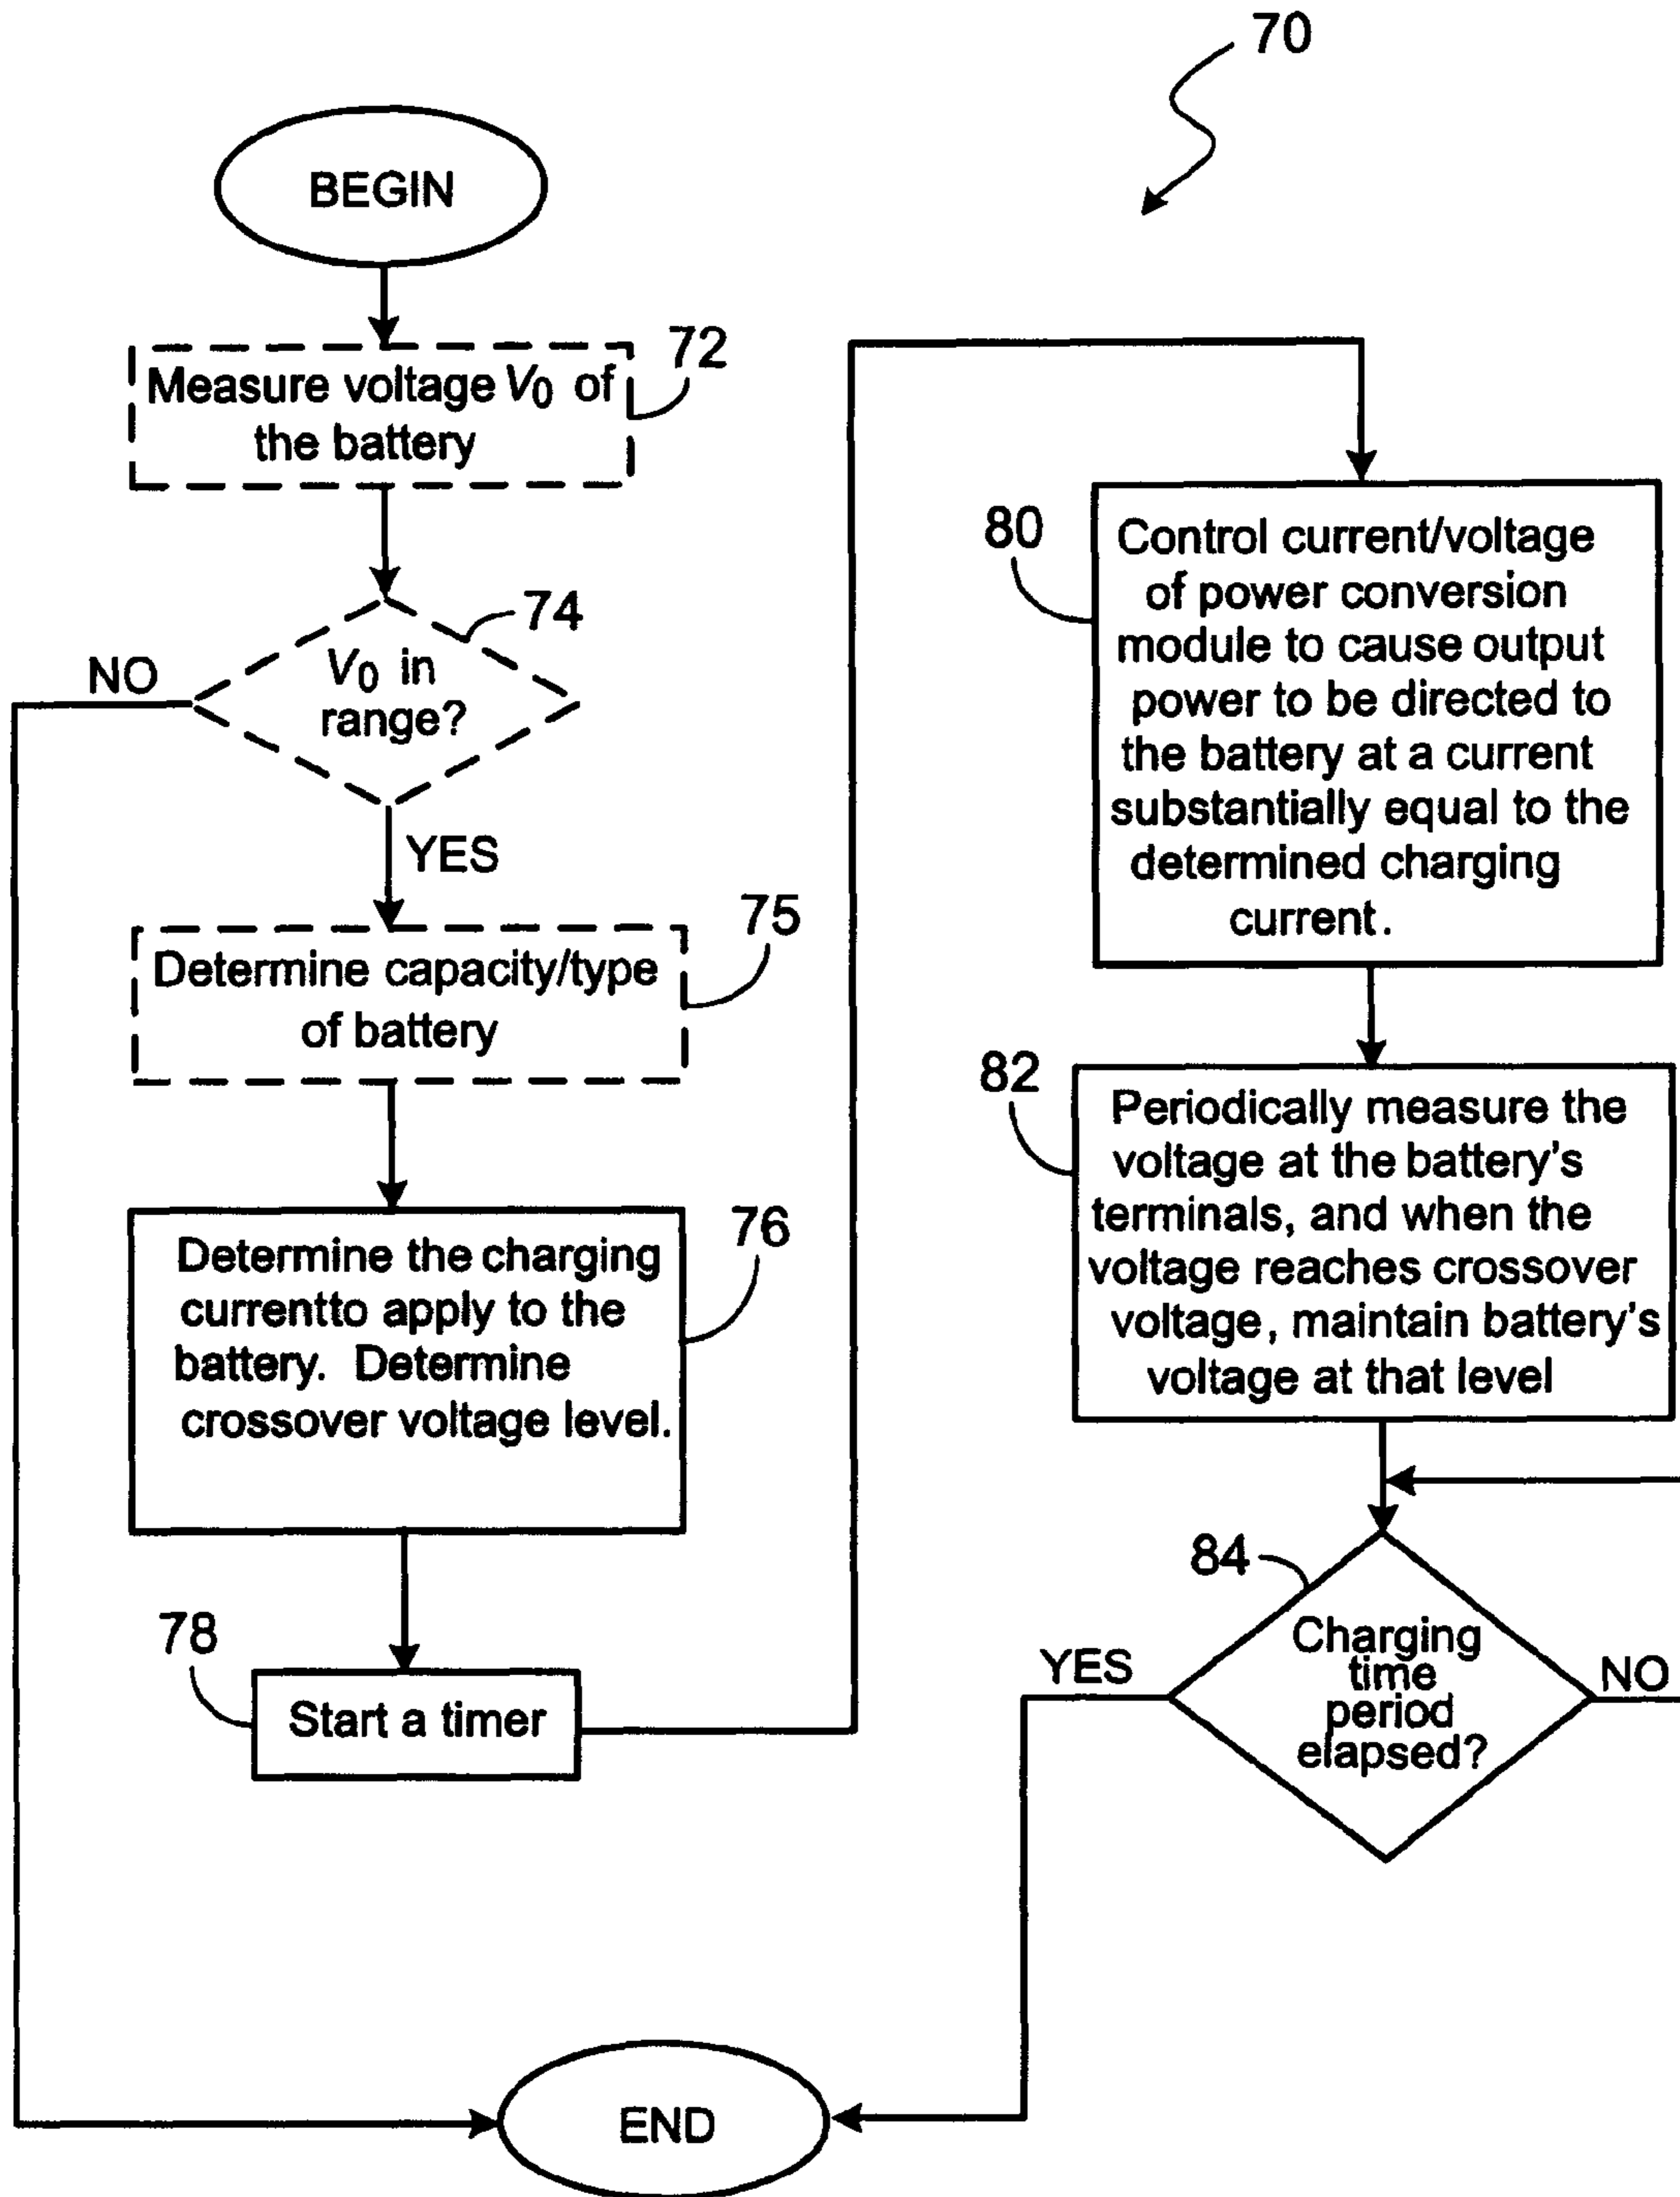 70
BEGIN
72
Measure voltage V0 of
the battery
74
V0 in
range?
NO
YES
75
Determine capacity/type
of battery
76
Determine the charging
currentto apply to the
battery. Determine
crossover voltage level.
78
Start a timer
80
Control current/voltage
of power conversion
module to cause output
power to be directed to
the battery at a current
substantially equal to the
determined charging
current.
82
Periodically measure the
voltage at the battery's
terminals, and when the
voltage reaches crossover
voltage, maintain battery's
voltage at that level
84
Charging
time
period
elapsed?
YES
NO
END